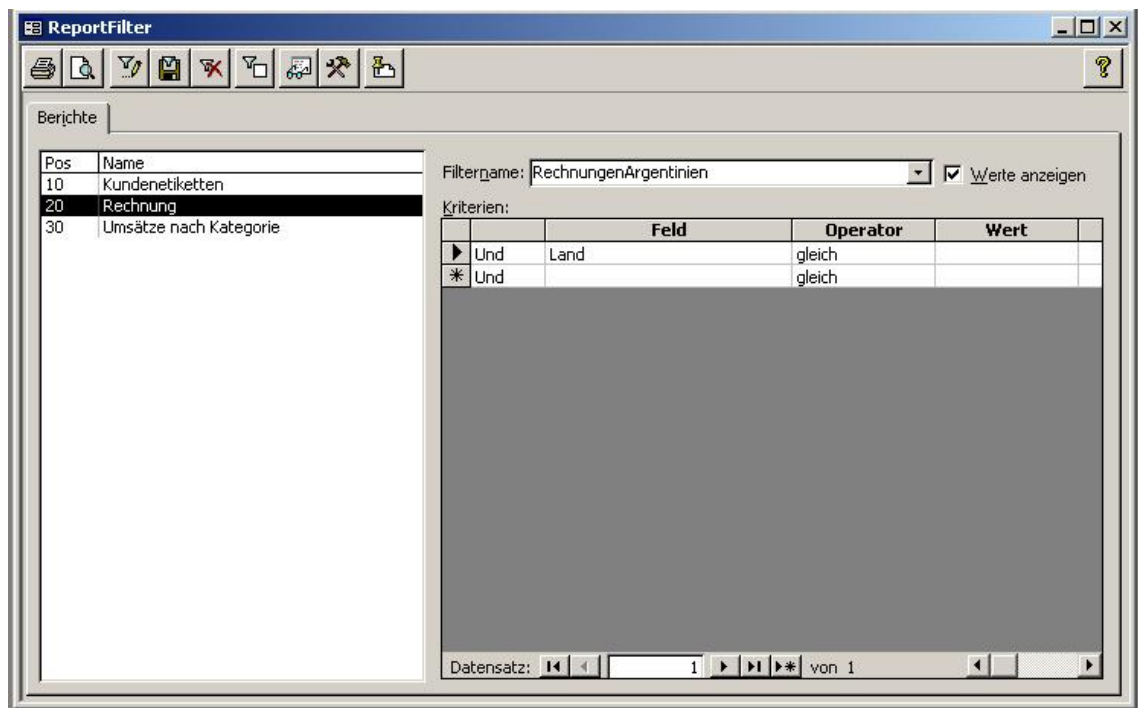 ReportFilter
Berichte
Pos Name
10 Kundenetiketten
20 Rechnung
30 Umsätze nach Kategorie
Filtername: RechnungenArgentinien Werte anzeigen
Kriterien:
Feld Operator Wert
Und Land gleich
Und gleich
Datensatz: 1 von 1